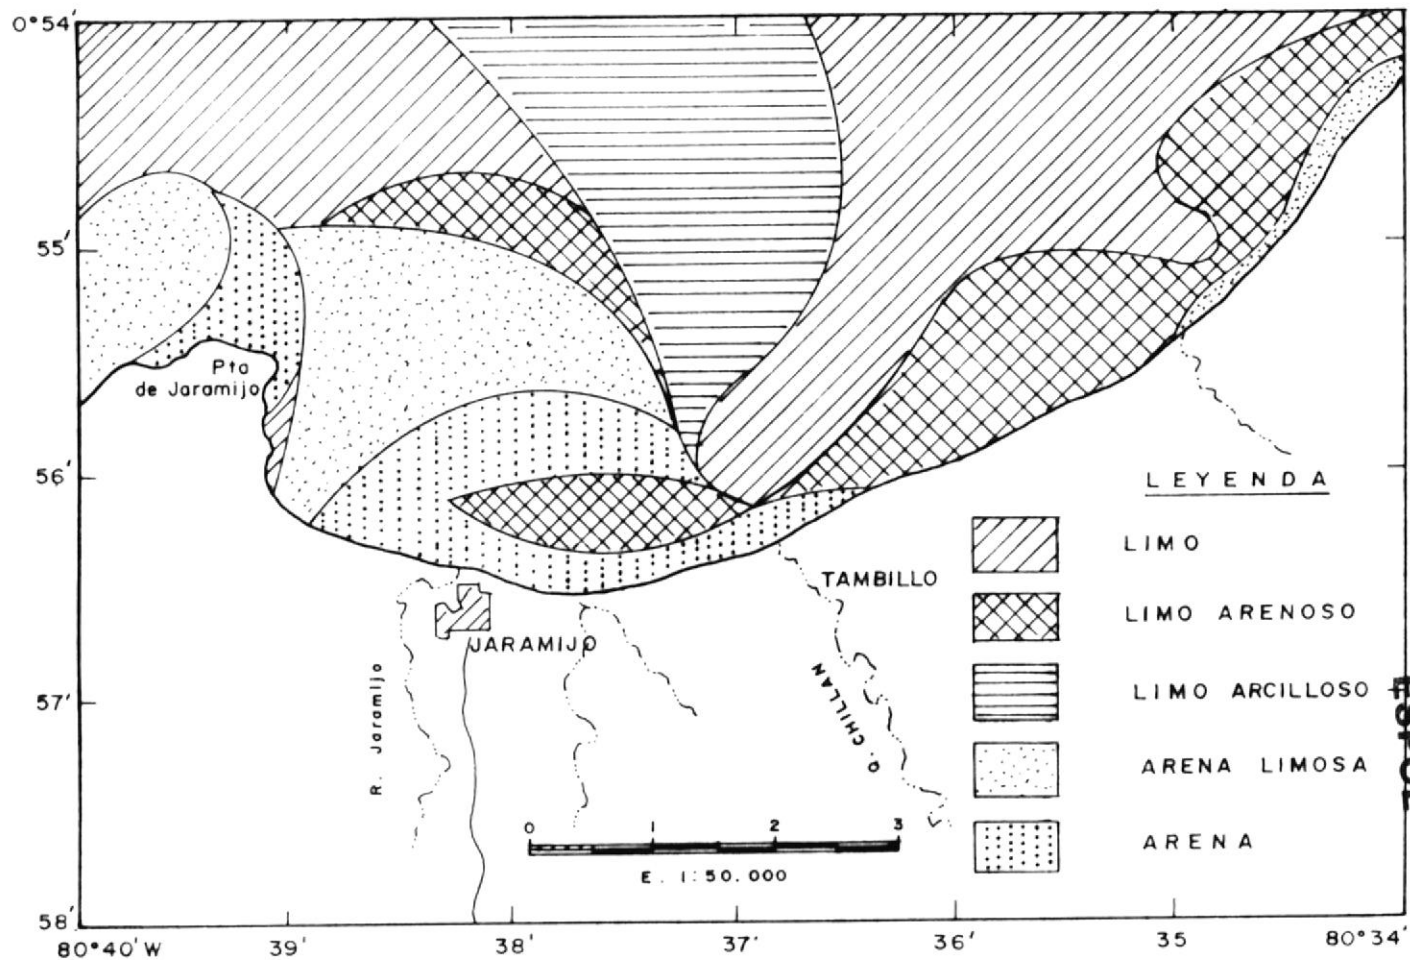 0°54'
55'
56'
57'
58'
80°40'W
39'
38'
37'
36'
35
80°34'
Pta
de Jaramijo
R. Jaramijo
JARAMIJO
TAMBILLO
Q. CHILLAN
0 1 2 3
E. 1:50.000
LEYENDA
LIMO
LIMO ARENOSO
LIMO ARCILLOSO
ARENA LIMOSA
ARENA